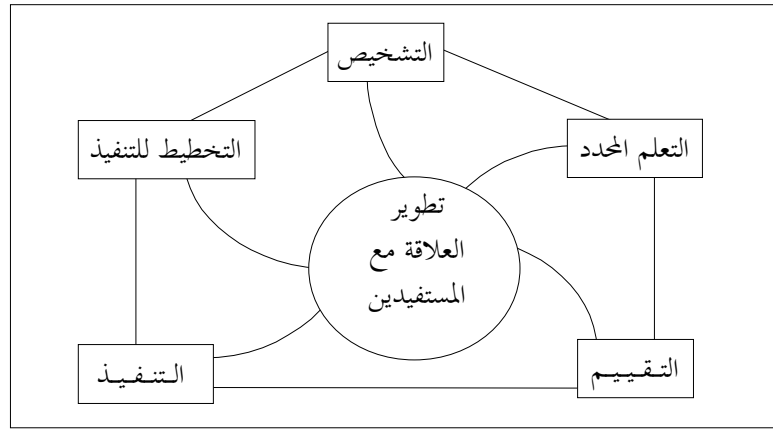 التشخيص
التعلم المحدد
التخطيط للتنفيذ
تطوير
العلاقة مع
المستفيدين
التقييم
التنفيذ